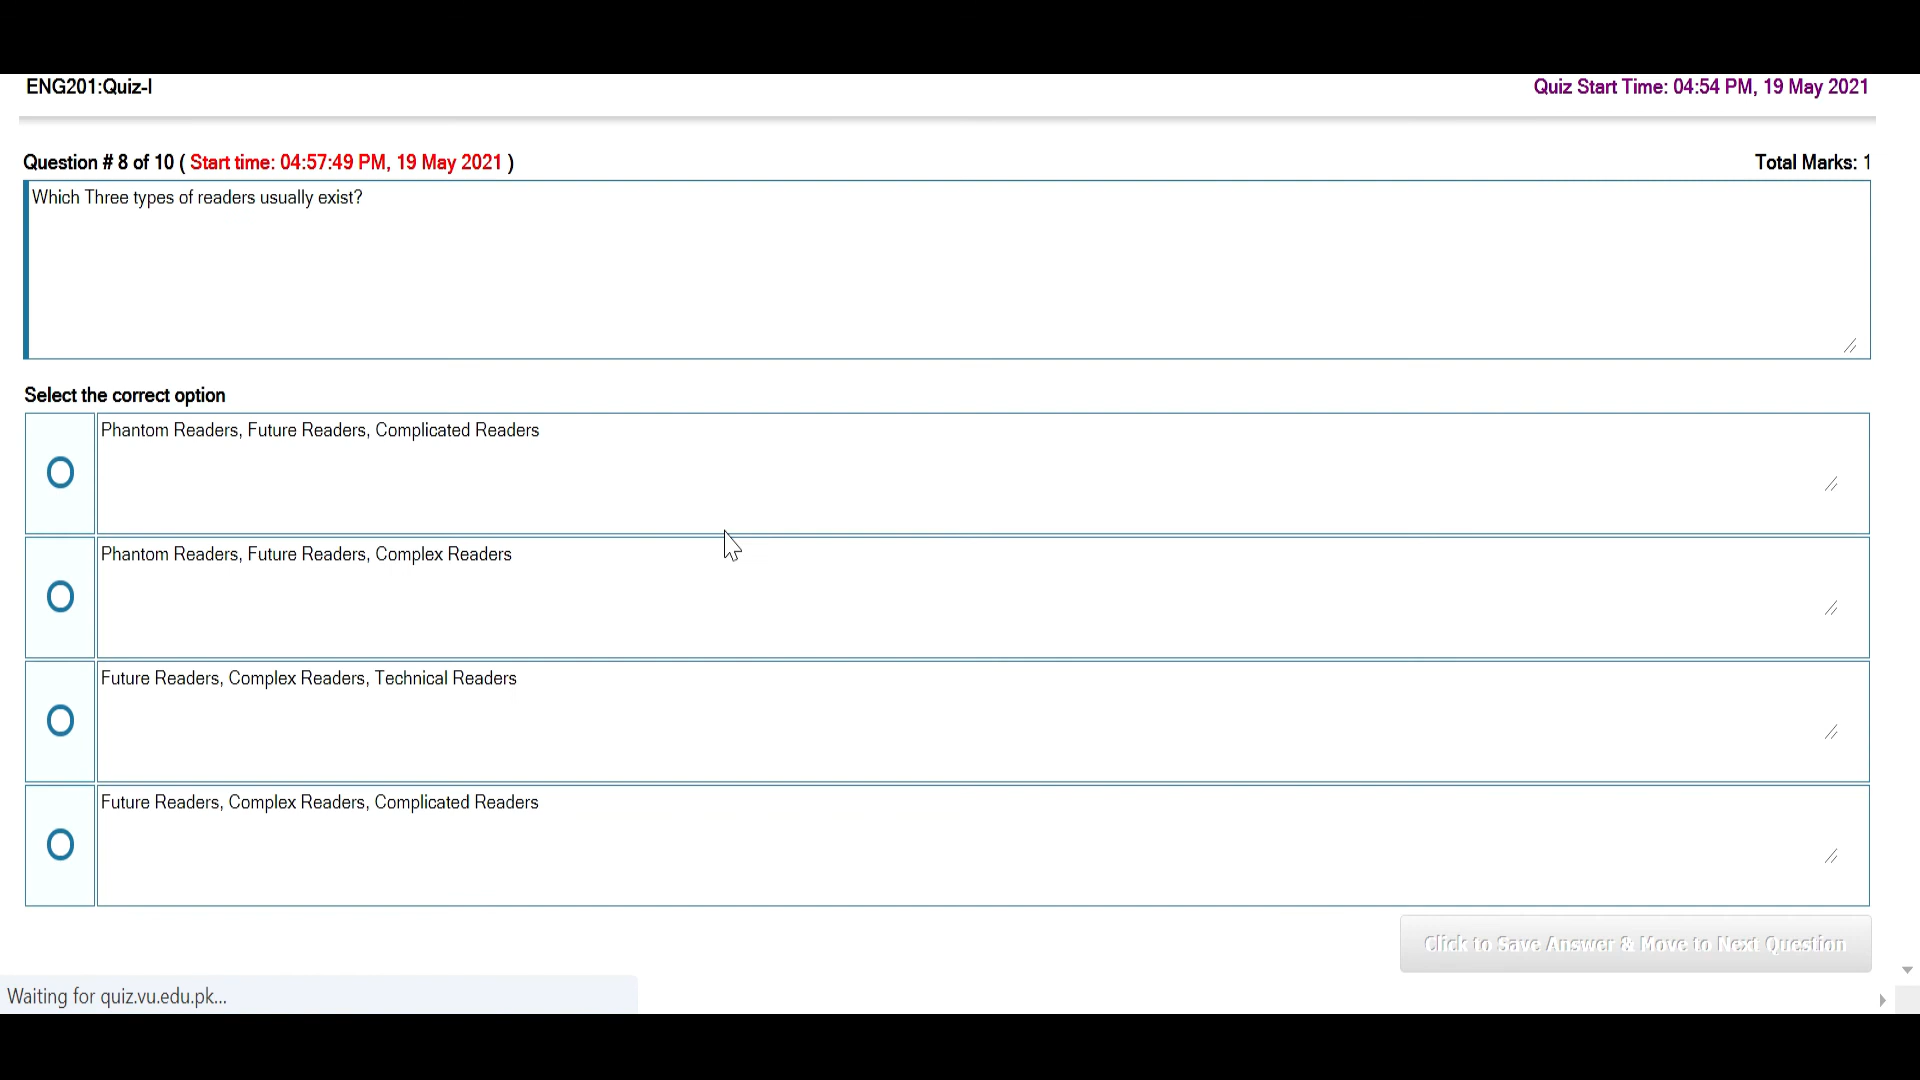 ENG201:Quiz-I
Quiz Start Time: 04:54 PM, 19 May 2021
Question # 8 of 10 ( Start time: 04:57:49 PM, 19 May 2021 )
Total Marks: 1
Which Three types of readers usually exist?
Select the correct option
Phantom Readers, Future Readers, Complicated Readers
Phantom Readers, Future Readers, Complex Readers
Future Readers, Complex Readers, Technical Readers
Future Readers, Complex Readers, Complicated Readers
Click to Save Answer & Move to Next Question
Waiting for quiz.vu.edu.pk...